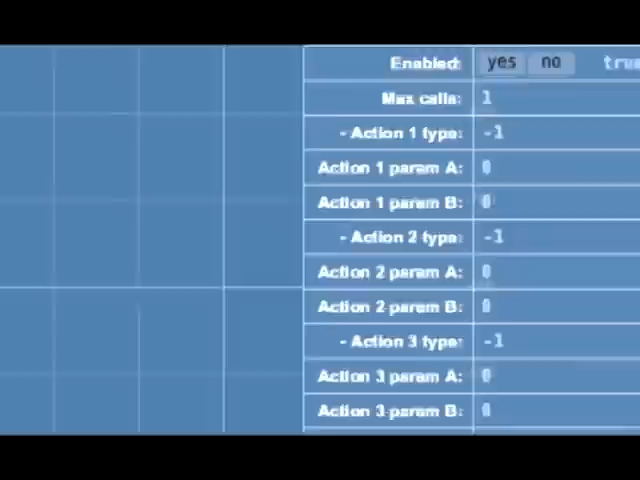 Enabled: yes no true
Max calls: 1
- Action 1 type: -1
Action 1 param A: 0
Action 1 param B: 0
- Action 2 type: -1
Action 2 param A: 0
Action 2 param B: 0
- Action 3 type: -1
Action 3 param A: 0
Action 3 param B: 0